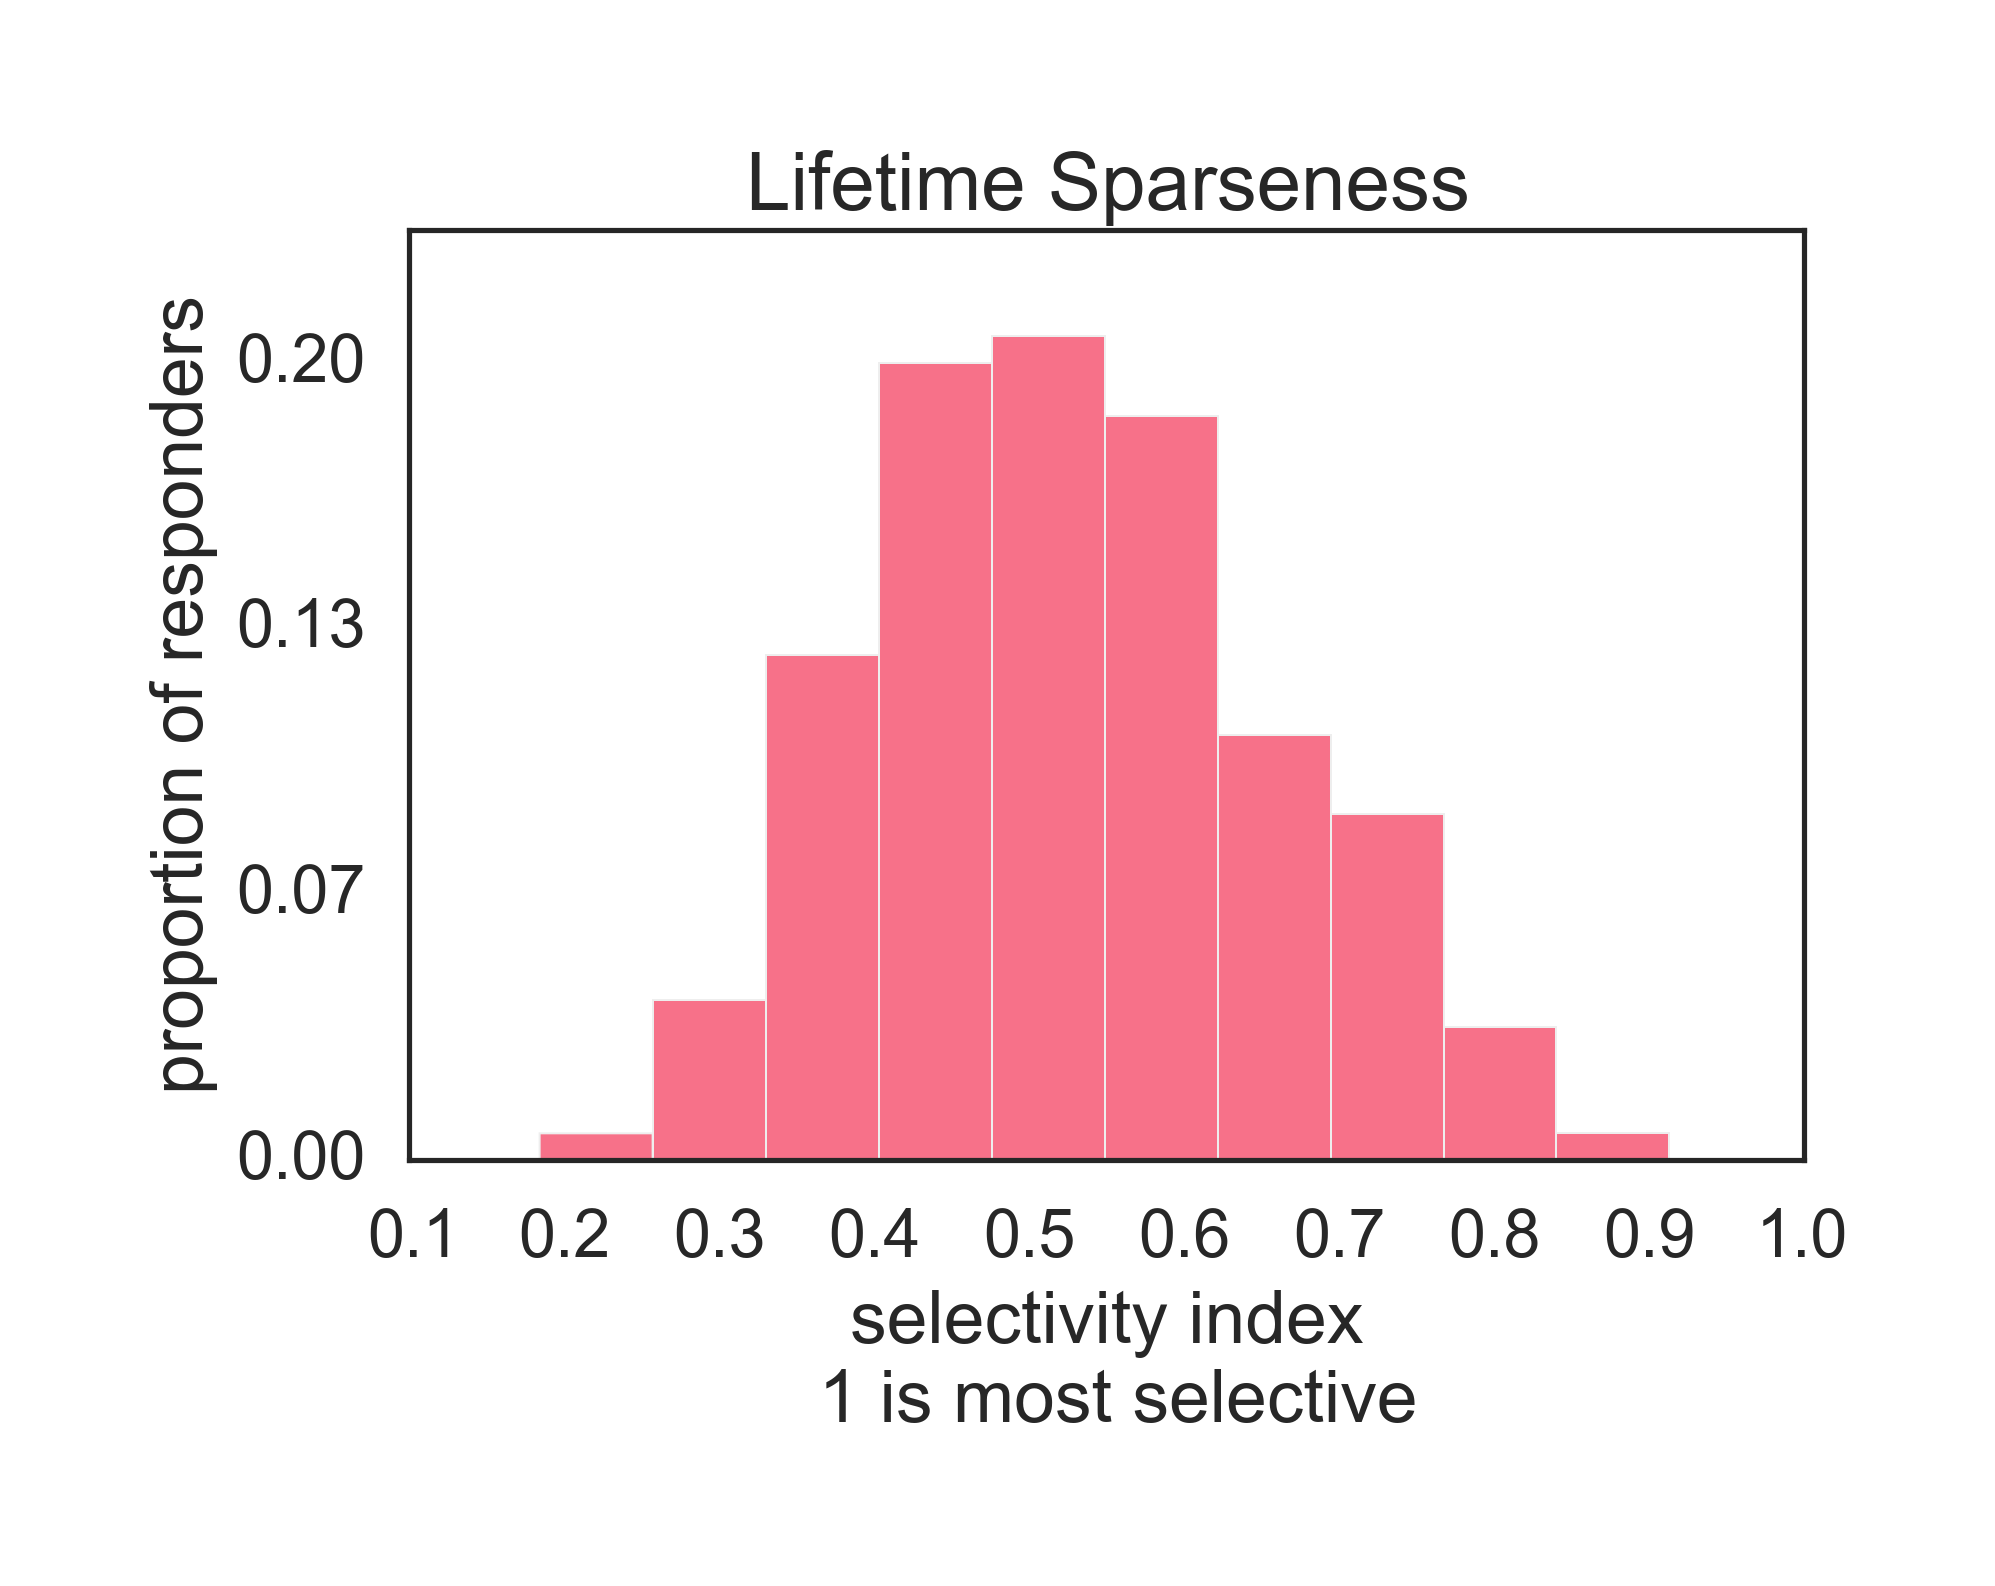 Lifetime Sparseness
proportion of responders
0.20
0.13
0.07
0.00
0.1 0.2 0.3 0.4 0.5 0.6 0.7 0.8 0.9 1.0
selectivity index
1 is most selective